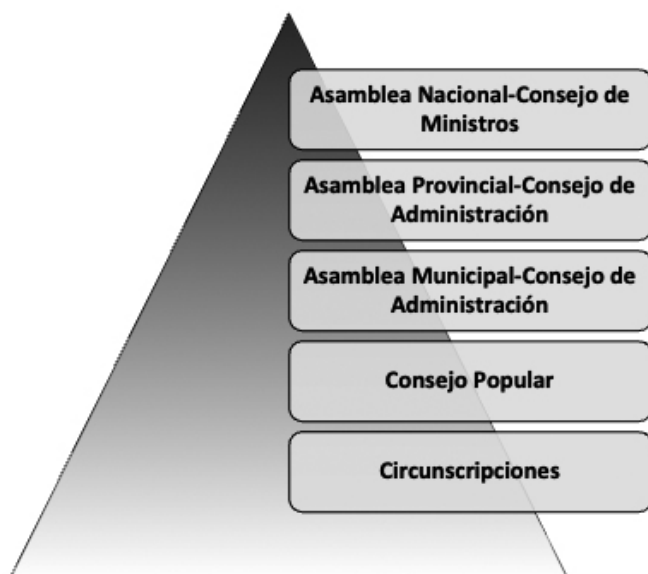 Asamblea Nacional-Consejo de
Ministros
Asamblea Provincial-Consejo de
Administración
Asamblea Municipal-Consejo de
Administración
Consejo Popular
Circunscripciones